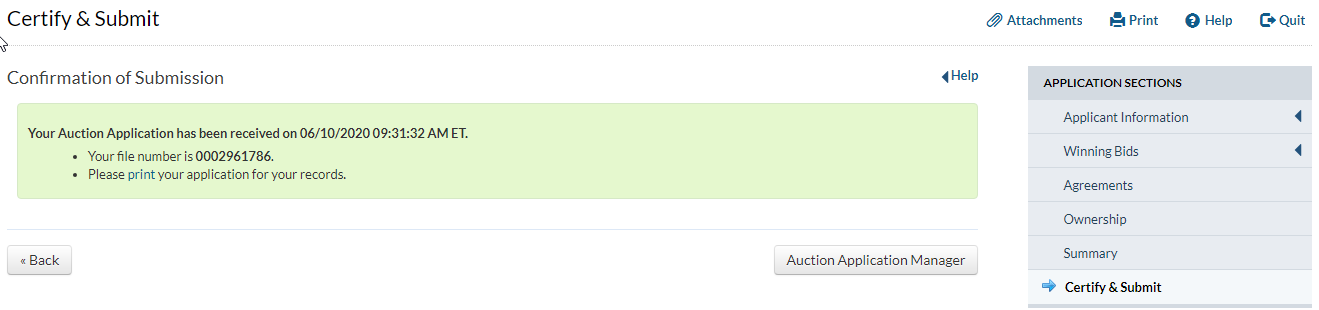 Certify & Submit
Attachments
Print
Help
Quit
Confirmation of Submission
Help
Your Auction Application has been received on 06/10/2020 09:31:32 AM ET.
• Your file number is 0002961786.
• Please print your application for your records.
« Back
Auction Application Manager
APPLICATION SECTIONS
Applicant Information
Winning Bids
Agreements
Ownership
Summary
Certify & Submit